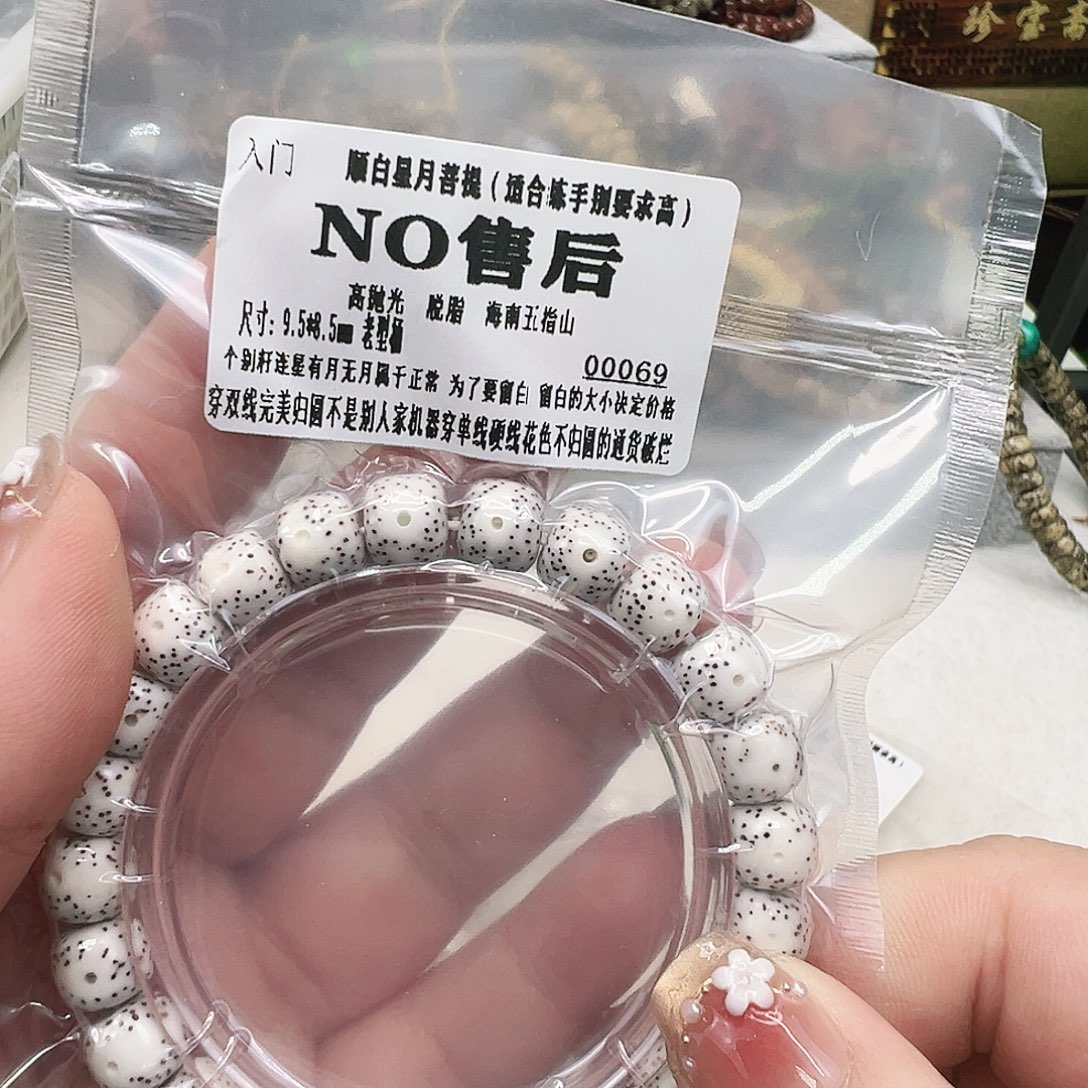 斋宝珍
入门
顺白星月菩提（适合练手别要求高）
NO售后
高抛光 脱脂 海南五指山
尺寸：9.5*8.5mm 老型桶
00069
个别籽连星有月无月属于正常 为了要留白 留白的大小决定价格
穿双线完美归圆不是别人家机器穿单线硬线花色不归圆的通货破烂